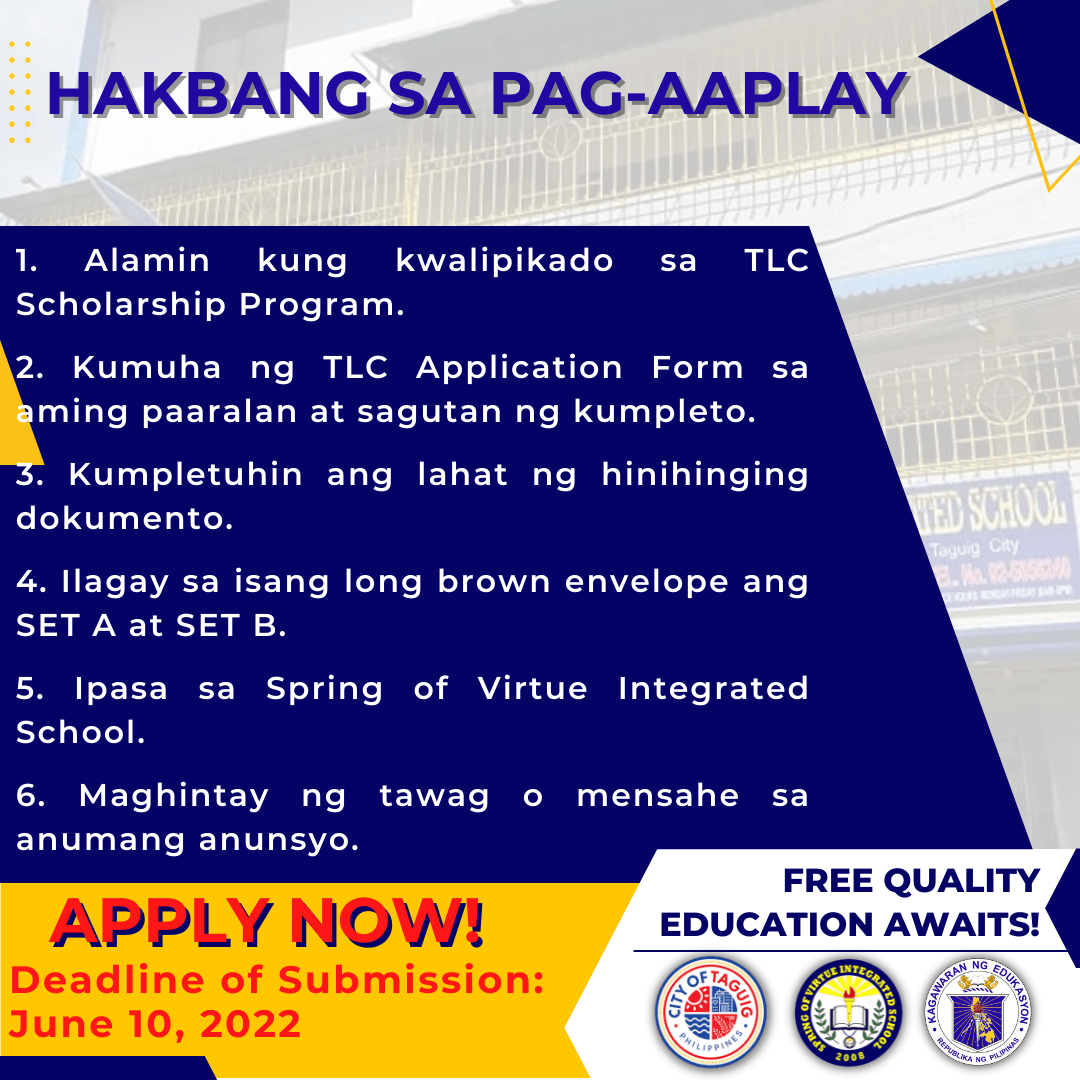 HAKBANG SA PAG-AAPLAY
1. Alamin kung kwalipikado sa TLC
Scholarship Program.
2. Kumuha ng TLC Application Form sa
aming paaralan at sagutan ng kumpleto.
3. Kumpletuhin ang lahat ng hinihinging
dokumento.
4. Ilagay sa isang long brown envelope ang
SET A at SET B.
5. Ipasa sa Spring of Virtue Integrated
School.
6. Maghintay ng tawag o mensahe sa
anumang anunsyo.
TED SCHOOL
Taguig City
APPLY NOW!
Deadline of Submission:
June 10, 2022
FREE QUALITY
EDUCATION AWAITS!
CITY OF TAGUIG
PHILIPPINES
SPRING OF VIRTUE INTEGRATED SCHOOL
2008
KAGAWARAN NG EDUKASYON
REPUBLIKA NG PILIPINAS